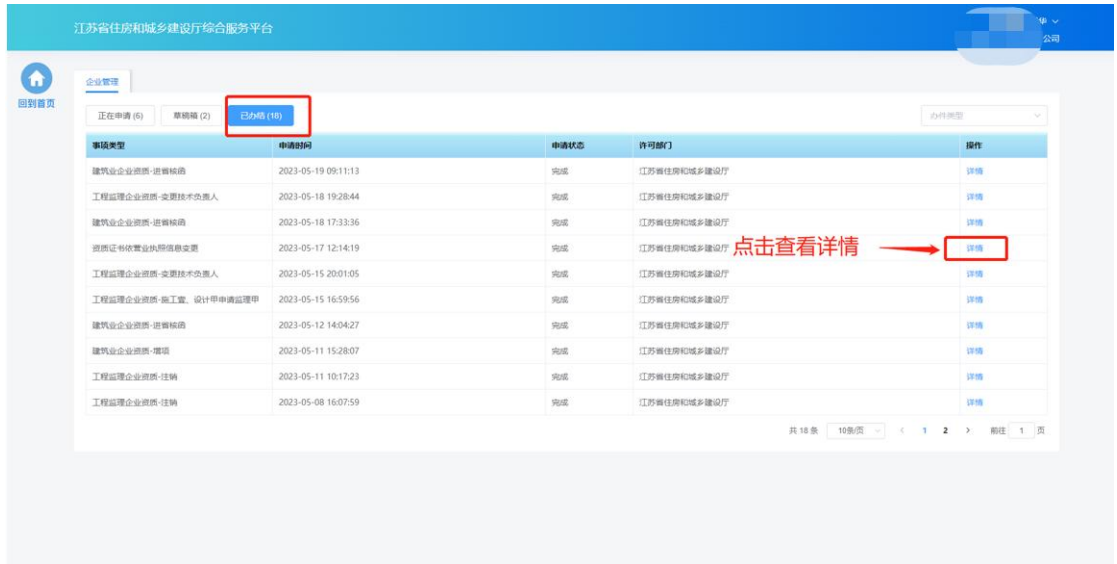 江苏省住房和城乡建设厅综合服务平台
华
公司
回到首页
企业管理
正在申请 (6) 草稿箱 (2) 已办结 (18) 办件类型
事项类型 申请时间 申请状态 许可部门 操作
建筑业企业资质-进省核函 2023-05-19 09:11:13 完成 江苏省住房和城乡建设厅 详情
工程监理企业资质-变更技术负责人 2023-05-18 19:28:44 完成 江苏省住房和城乡建设厅 详情
建筑业企业资质-进省核函 2023-05-18 17:33:36 完成 江苏省住房和城乡建设厅 详情
资质证书依营业执照信息变更 2023-05-17 12:14:19 完成 江苏省住房和城乡建设厅 点击查看详情 详情
工程监理企业资质-变更技术负责人 2023-05-15 20:01:05 完成 江苏省住房和城乡建设厅 详情
工程监理企业资质-施工壹、设计甲申请监理甲 2023-05-15 16:59:56 完成 江苏省住房和城乡建设厅 详情
建筑业企业资质-进省核函 2023-05-12 14:04:27 完成 江苏省住房和城乡建设厅 详情
建筑业企业资质-增项 2023-05-11 15:28:07 完成 江苏省住房和城乡建设厅 详情
工程监理企业资质-注销 2023-05-11 10:17:23 完成 江苏省住房和城乡建设厅 详情
工程监理企业资质-注销 2023-05-08 16:07:59 完成 江苏省住房和城乡建设厅 详情
共 18 条 10条/页 < 1 2 > 前往 1 页